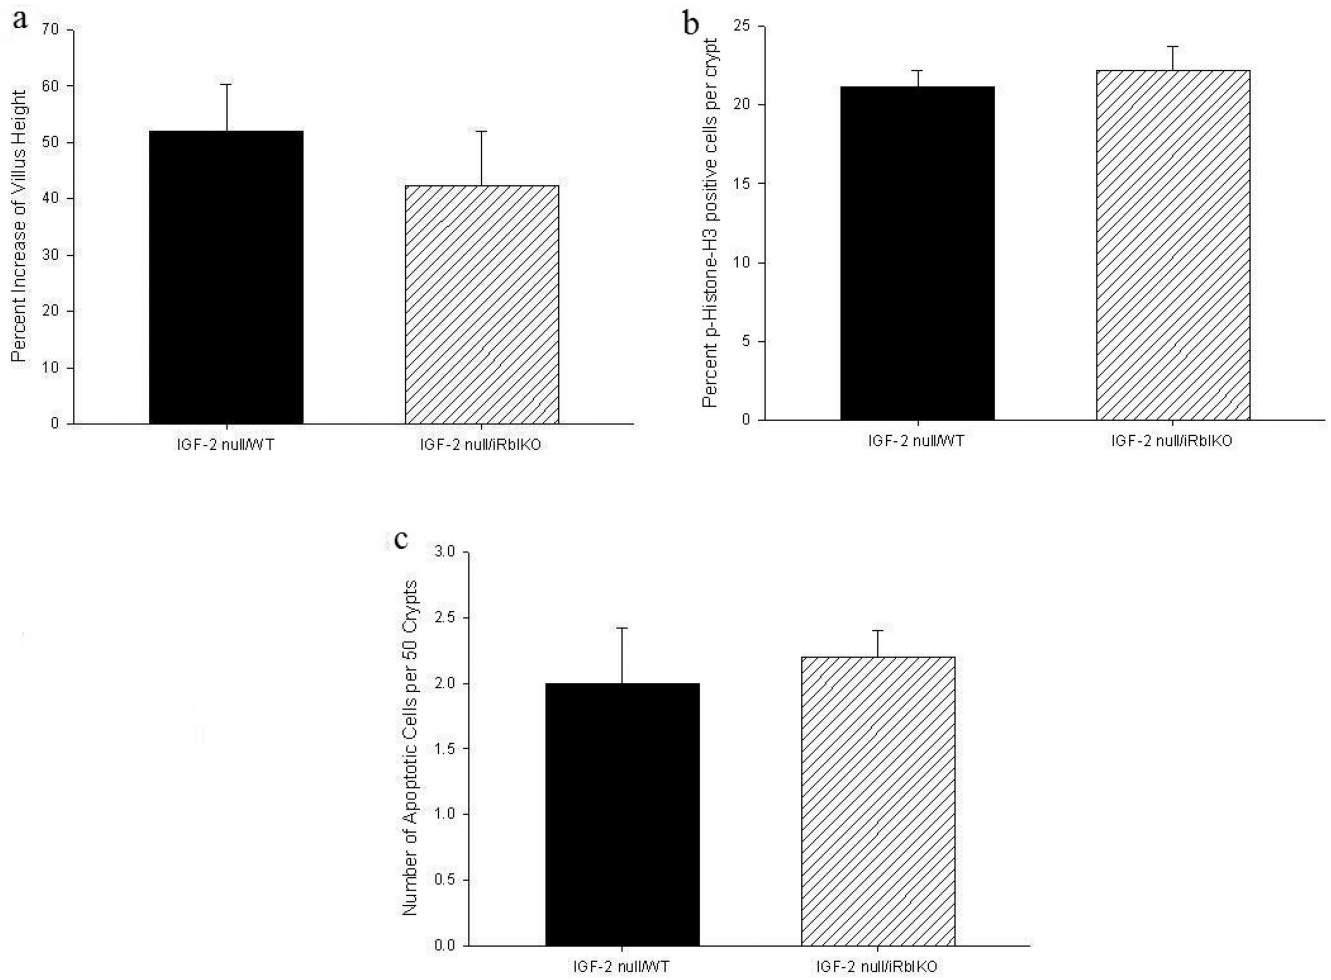 a
Percent Increase of Villus Height
70
60
50
40
30
20
10
0
IGF-2 null/WT
IGF-2 null/iRbIKO
b
Percent p-Histone-H3 positive cells per crypt
25
20
15
10
5
0
IGF-2 null/WT
IGF-2 null/iRbIKO
c
Number of Apoptotic Cells per 50 Crypts
3.0
2.5
2.0
1.5
1.0
0.5
0.0
IGF-2 null/WT
IGF-2 null/iRbIKO